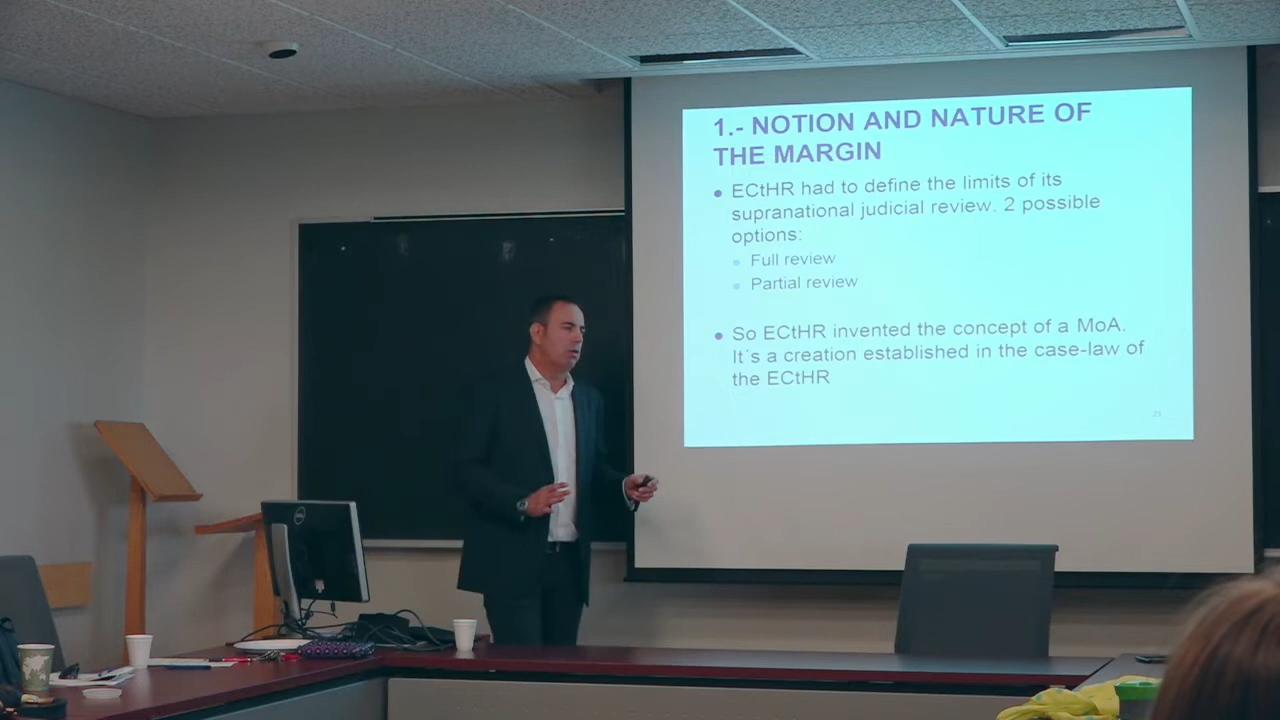 1.- NOTION AND NATURE OF
THE MARGIN
ECtHR had to define the limits of its
supranational judicial review. 2 possible
options:
Full review
Partial review
So ECtHR invented the concept of a MoA.
It´s a creation established in the case-law of
the ECtHR